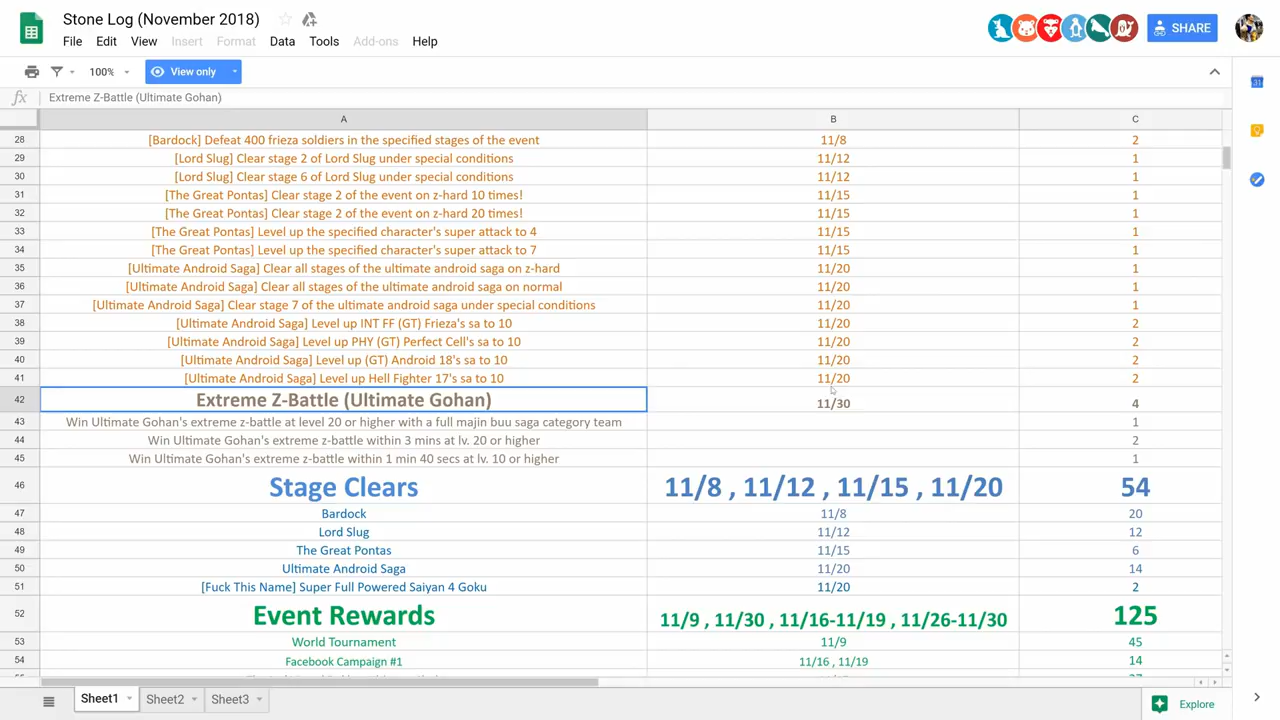 Stone Log (November 2018)
File Edit View Insert Format Data Tools Add-ons Help
SHARE
100% View only
fx Extreme Z-Battle (Ultimate Gohan)
31
A B C
28 [Bardock] Defeat 400 frieza soldiers in the specified stages of the event 11/8 2
29 [Lord Slug] Clear stage 2 of Lord Slug under special conditions 11/12 1
30 [Lord Slug] Clear stage 6 of Lord Slug under special conditions 11/12 1
31 [The Great Pontas] Clear stage 2 of the event on z-hard 10 times! 11/15 1
32 [The Great Pontas] Clear stage 2 of the event on z-hard 20 times! 11/15 1
33 [The Great Pontas] Level up the specified character's super attack to 4 11/15 1
34 [The Great Pontas] Level up the specified character's super attack to 7 11/15 1
35 [Ultimate Android Saga] Clear all stages of the ultimate android saga on z-hard 11/20 1
36 [Ultimate Android Saga] Clear all stages of the ultimate android saga on normal 11/20 1
37 [Ultimate Android Saga] Clear stage 7 of the ultimate android saga under special conditions 11/20 1
38 [Ultimate Android Saga] Level up INT FF (GT) Frieza's sa to 10 11/20 2
39 [Ultimate Android Saga] Level up PHY (GT) Perfect Cell's sa to 10 11/20 2
40 [Ultimate Android Saga] Level up (GT) Android 18's sa to 10 11/20 2
41 [Ultimate Android Saga] Level up Hell Fighter 17's sa to 10 11/20 2
42 Extreme Z-Battle (Ultimate Gohan) 11/30 4
43 Win Ultimate Gohan's extreme z-battle at level 20 or higher with a full majin buu saga category team 1
44 Win Ultimate Gohan's extreme z-battle within 3 mins at lv. 20 or higher 2
45 Win Ultimate Gohan's extreme z-battle within 1 min 40 secs at lv. 10 or higher 1
46 Stage Clears 11/8 , 11/12 , 11/15 , 11/20 54
47 Bardock 11/8 20
48 Lord Slug 11/12 12
49 The Great Pontas 11/15 6
50 Ultimate Android Saga 11/20 14
51 [Fuck This Name] Super Full Powered Saiyan 4 Goku 11/20 2
52 Event Rewards 11/9 , 11/30 , 11/16-11/19 , 11/26-11/30 125
53 World Tournament 11/9 45
54 Facebook Campaign #1 11/16 , 11/19 14
Sheet1 Sheet2 Sheet3 Explore